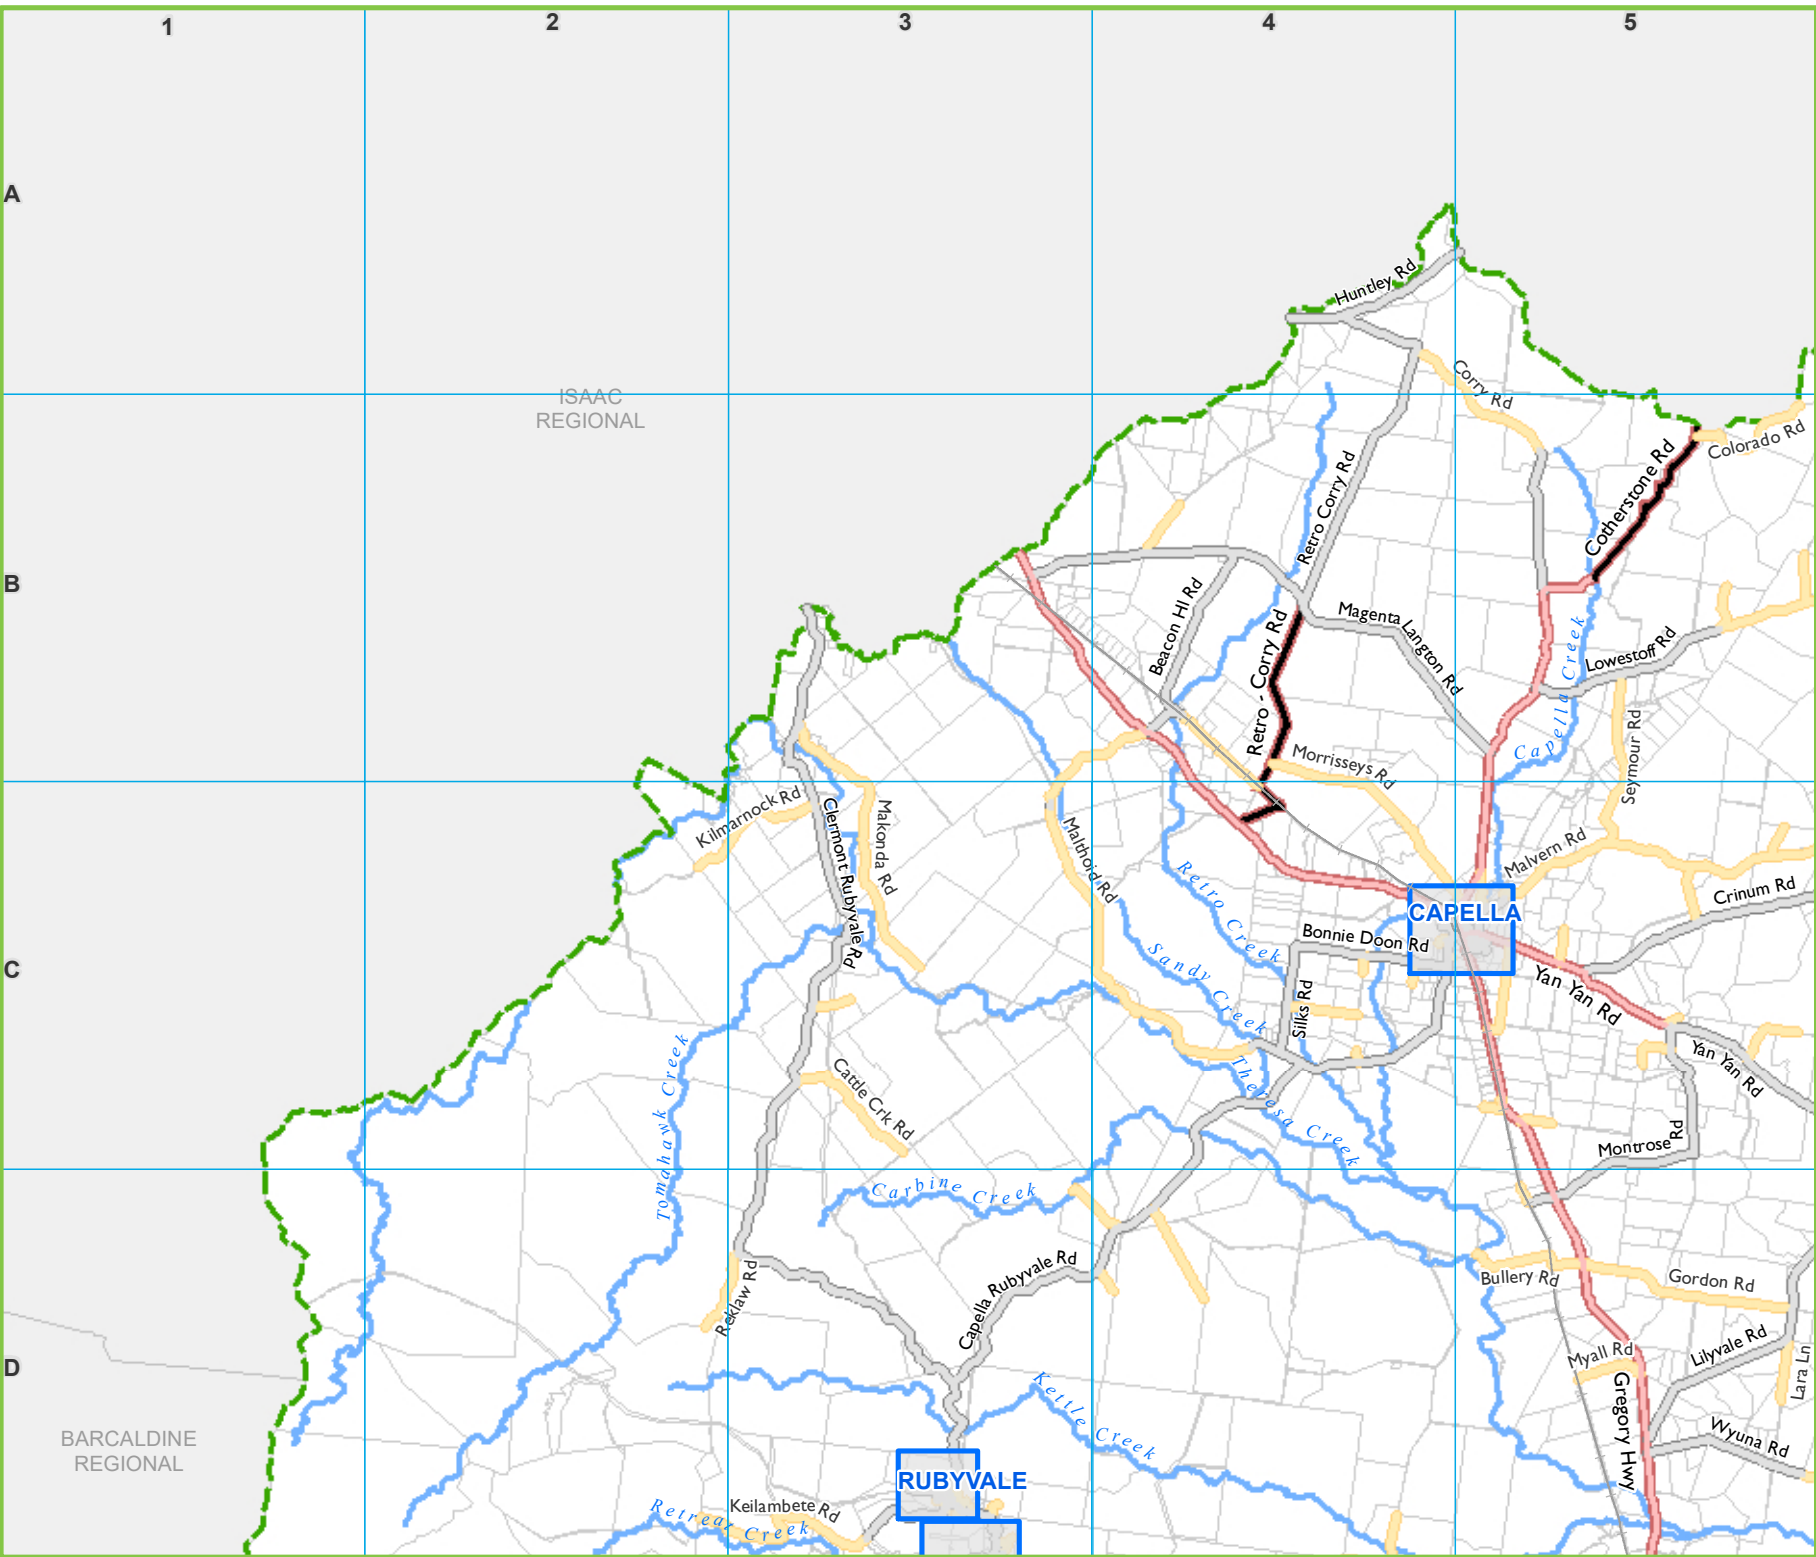 1
2
3
4
5
A
Huntley Rd
Corry Rd
ISAAC
REGIONAL
Colorado Rd
Cotherstone Rd
Retro Corry Rd
B
Beacon Hl Rd
Magenta Langton Rd
Retro - Corry Rd
Capella Creek
Lowestoff Rd
Seymour Rd
Morrisseys Rd
Kilmarnock Rd
Clermont Rubyvale Rd
Makonda Rd
Malthoid Rd
Malvern Rd
Retro Creek
Crinum Rd
CAPELLA
Bonnie Doon Rd
Sandy Creek
C
Silks Rd
Yan Yan Rd
Yan Yan Rd
Tomahawk Creek
Cattle Crk Rd
Theresa Creek
Montrose Rd
Carbine Creek
Reklaw Rd
Capella Rubyvale Rd
Bullery Rd
Gordon Rd
D
Myall Rd
Lilyvale Rd
Lara Ln
Kettle Creek
Gregory Hwy
Wyuna Rd
BARCALDINE
REGIONAL
RUBYVALE
Keilambete Rd
Retreat Creek